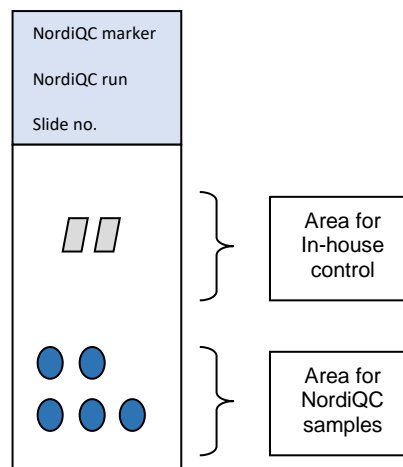 NordiQC marker
NordiQC run
Slide no.
Area for
In-house
control
Area for
NordiQC
samples